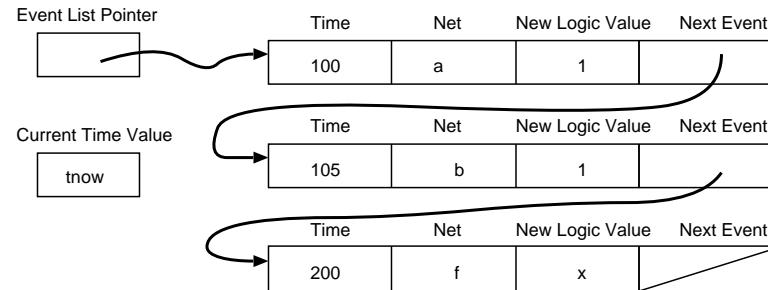 Event List Pointer
Time Net New Logic Value Next Event
100 a 1
Current Time Value
tnow
Time Net New Logic Value Next Event
105 b 1
Time Net New Logic Value Next Event
200 f x